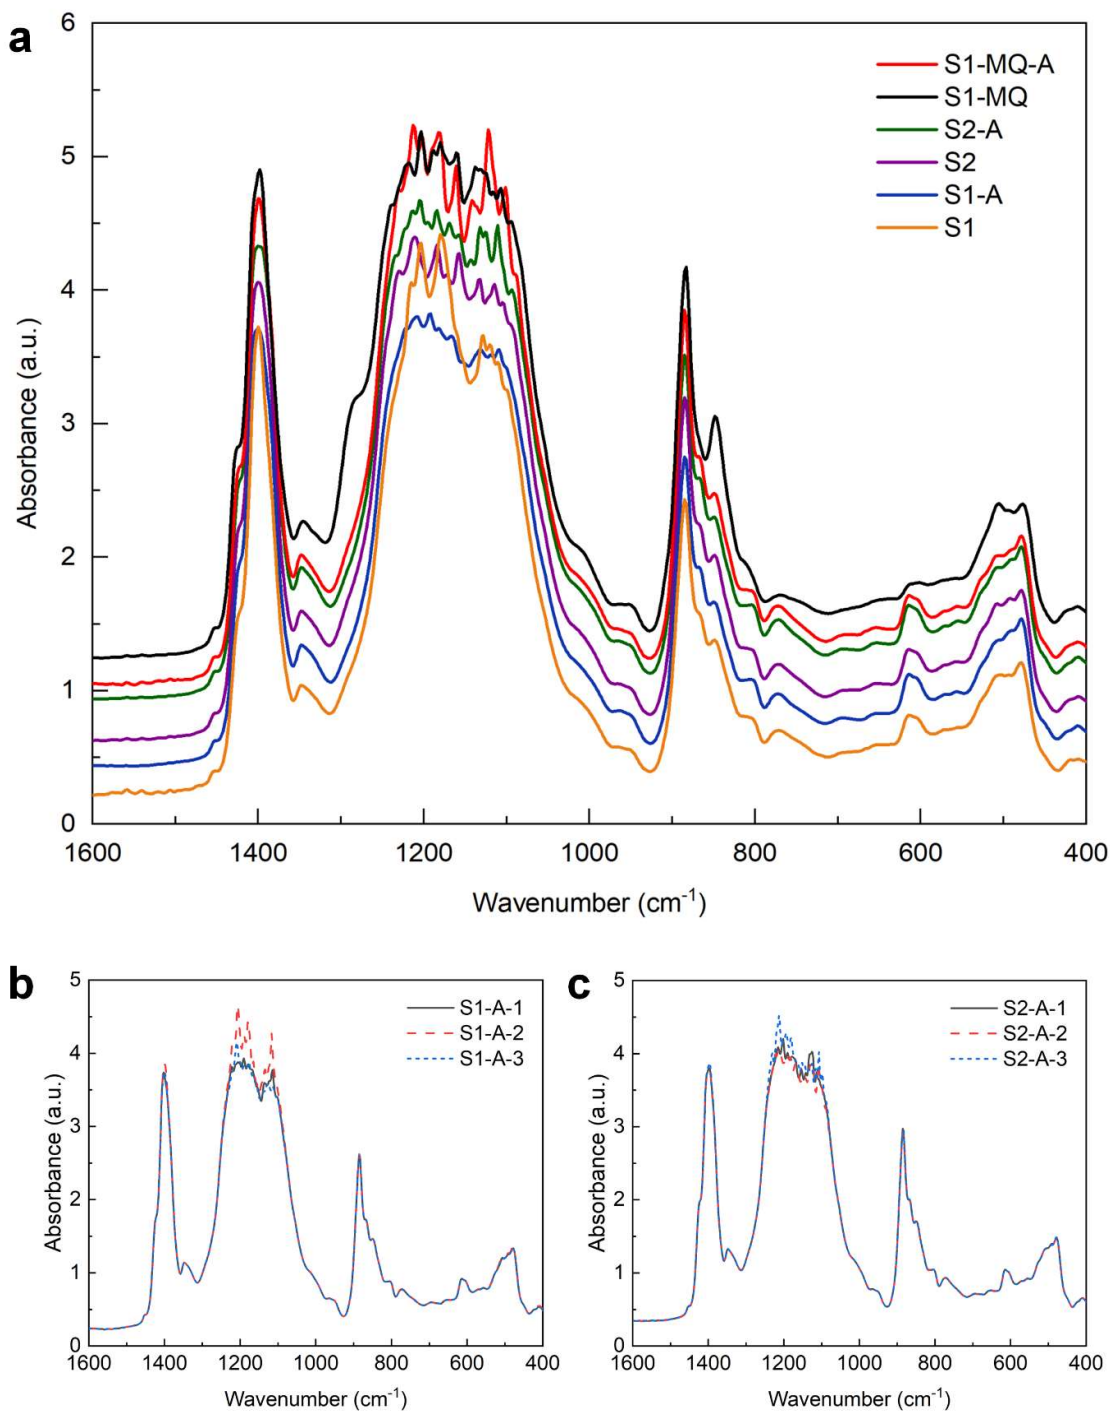 a
6
5
4
3
2
1
0
Absorbance (a.u.)
S1-MQ-A
S1-MQ
S2-A
S2
S1-A
S1
1600 1400 1200 1000 800 600 400
Wavenumber (cm⁻¹)
b
5
4
3
2
1
0
Absorbance (a.u.)
S1-A-1
S1-A-2
S1-A-3
1600 1400 1200 1000 800 600 400
Wavenumber (cm⁻¹)
c
5
4
3
2
1
0
Absorbance (a.u.)
S2-A-1
S2-A-2
S2-A-3
1600 1400 1200 1000 800 600 400
Wavenumber (cm⁻¹)